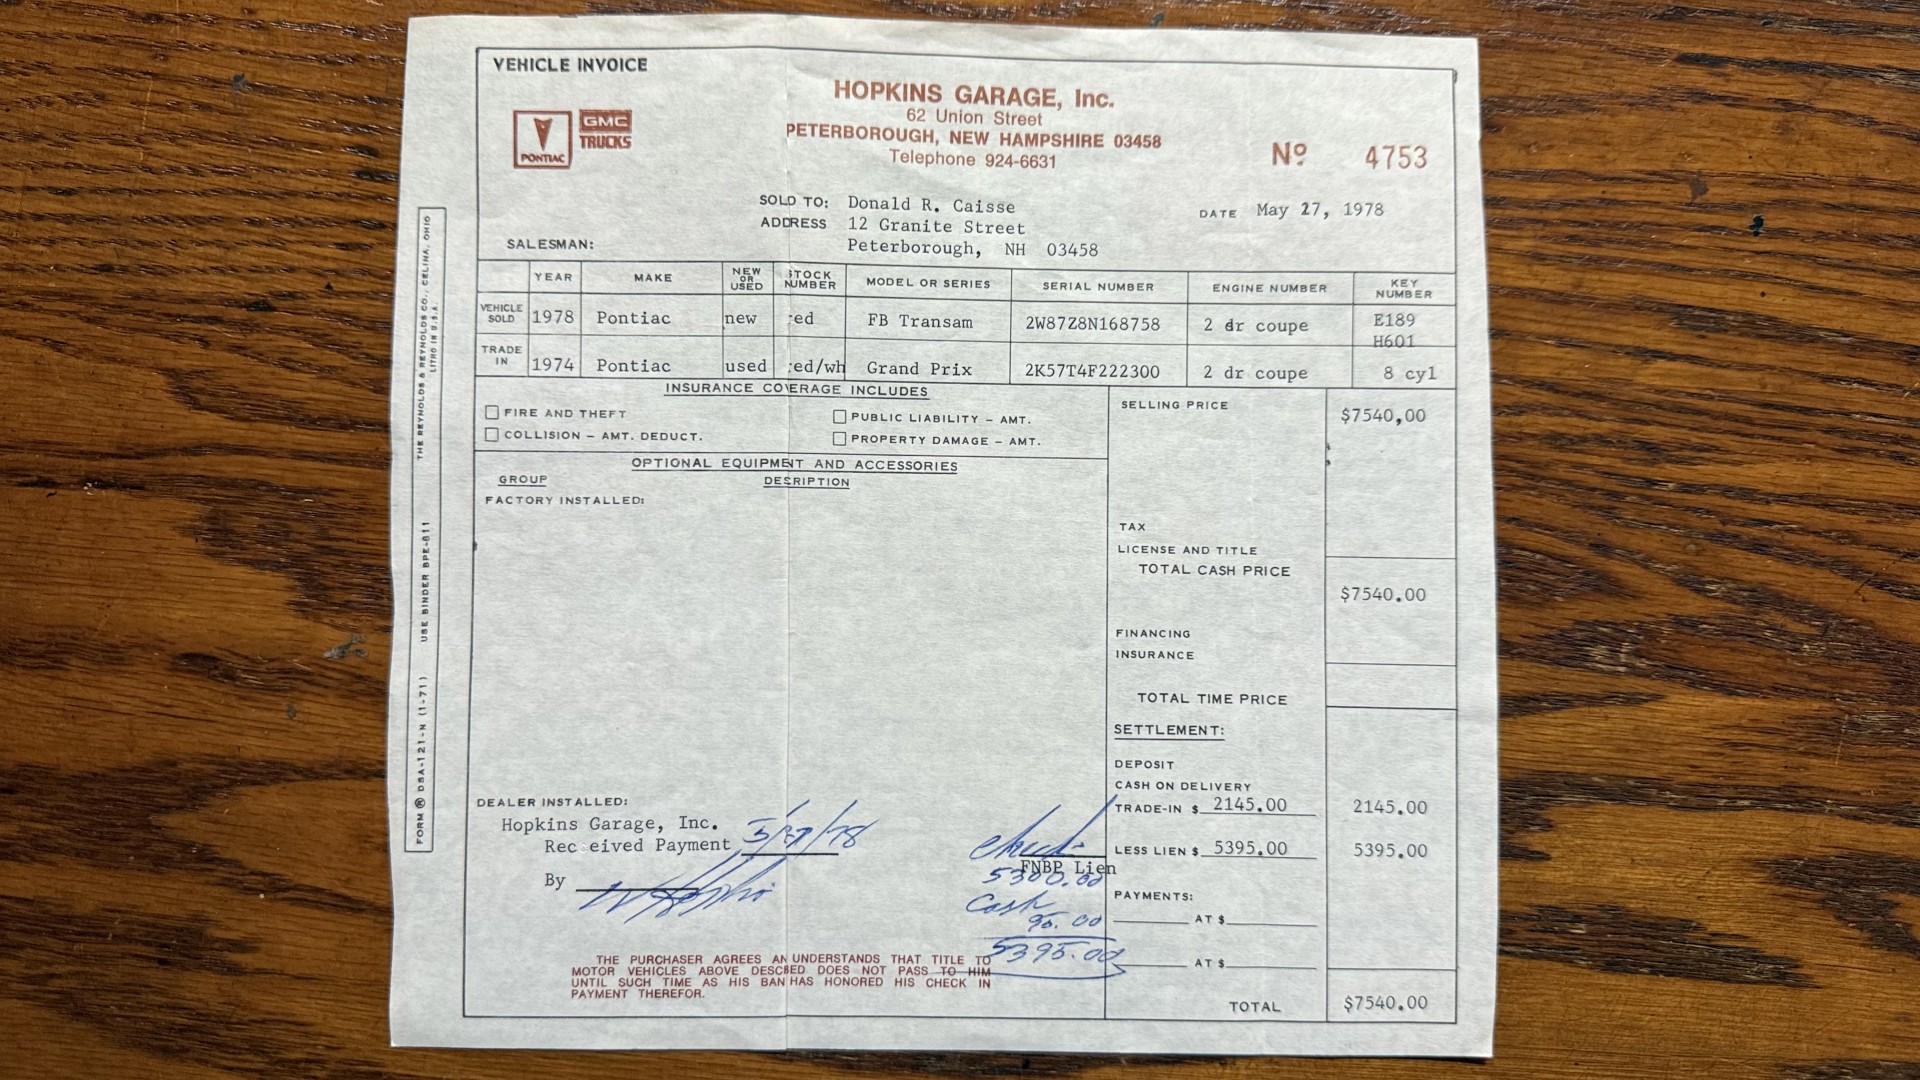 VEHICLE INVOICE
PONTIAC
GMC
TRUCKS
HOPKINS GARAGE, Inc.
62 Union Street
PETERBOROUGH, NEW HAMPSHIRE 03458
Telephone 924-6631
Nº 4753
SOLD TO: Donald R. Caisse
ADDRESS 12 Granite Street
Peterborough, NH 03458
DATE May 27, 1978
SALESMAN:
YEAR MAKE NEW OR USED STOCK NUMBER MODEL OR SERIES SERIAL NUMBER ENGINE NUMBER KEY NUMBER
VEHICLE SOLD 1978 Pontiac new red FB Transam 2W87Z8N168758 2 dr coupe E189 H601
TRADE IN 1974 Pontiac used red/wh Grand Prix 2K57T4F222300 2 dr coupe 8 cyl
INSURANCE COVERAGE INCLUDES
FIRE AND THEFT PUBLIC LIABILITY – AMT.
COLLISION – AMT. DEDUCT. PROPERTY DAMAGE – AMT.
OPTIONAL EQUIPMENT AND ACCESSORIES
GROUP DESRIPTION
FACTORY INSTALLED:
DEALER INSTALLED:
Hopkins Garage, Inc.
Received Payment 5/27/78
By
Check
FNBP Lien
5300.00
Cash
95.00
5395.00
THE PURCHASER AGREES AN UNDERSTANDS THAT TITLE TO
MOTOR VEHICLES ABOVE DESCBED DOES NOT PASS TO HIM
UNTIL SUCH TIME AS HIS BAN HAS HONORED HIS CHECK IN
PAYMENT THEREFOR.
SELLING PRICE $7540,00
TAX
LICENSE AND TITLE
TOTAL CASH PRICE $7540.00
FINANCING
INSURANCE
TOTAL TIME PRICE
SETTLEMENT:
DEPOSIT
CASH ON DELIVERY
TRADE-IN $ 2145.00 2145.00
LESS LIEN $ 5395.00 5395.00
PAYMENTS:
AT $
AT $
TOTAL $7540.00
FORM ® DSA-121-N (1-71) USE BINDER BPE-811 THE REYNOLDS & REYNOLDS CO., CELINA, OHIO
LITHO IN U.S.A.